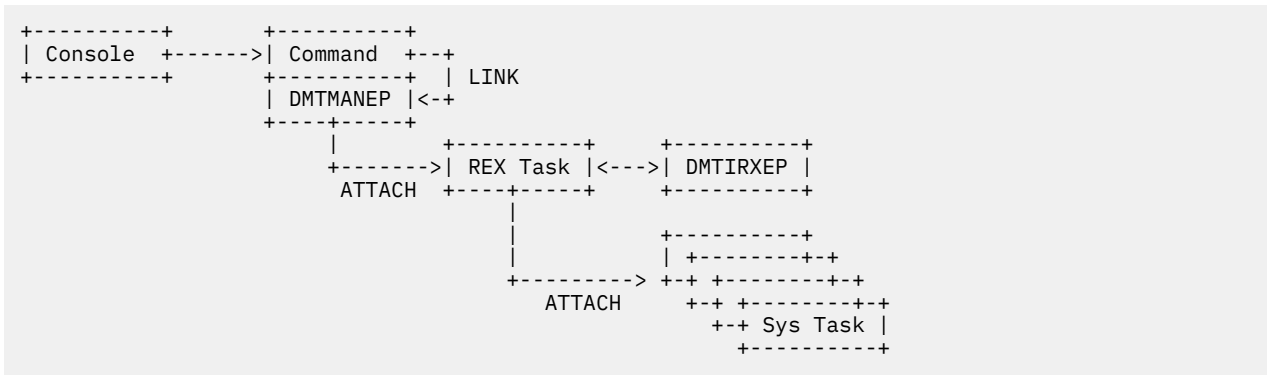 Console Command
LINK
DMTMANEP
REX Task DMTIRXEP
ATTACH
ATTACH
Sys Task